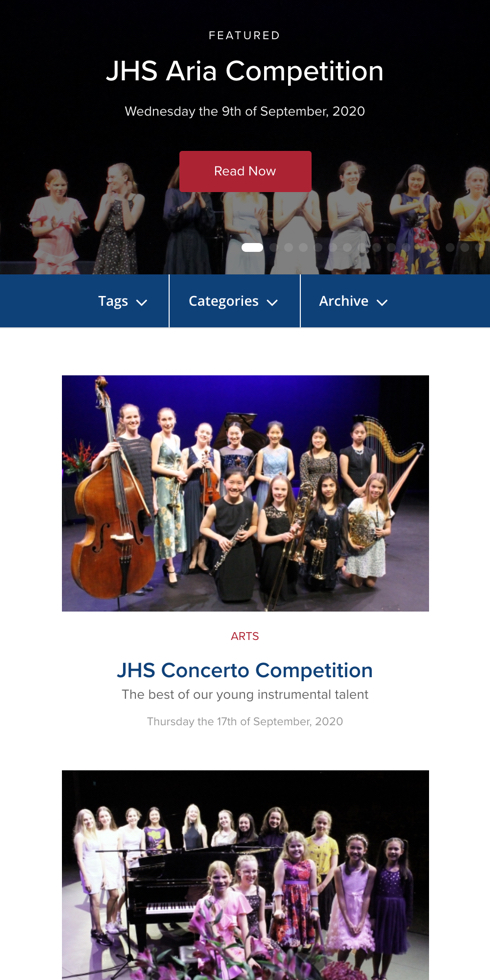 FEATURED
JHS Aria Competition
Wednesday the 9th of September, 2020
Read Now
Tags
Categories
Archive
ARTS
JHS Concerto Competition
The best of our young instrumental talent
Thursday the 17th of September, 2020